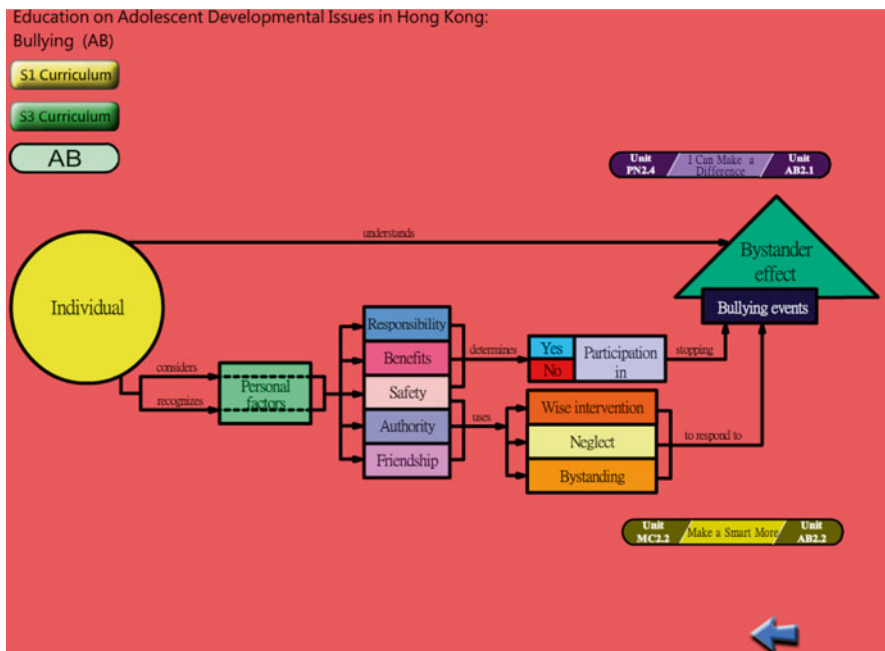 Education on Adolescent Developmental Issues in Hong Kong:
Bullying (AB)
S1 Curriculum
S3 Curriculum
AB
Unit
PN2.4
I Can Make a
Difference
Unit
AB2.1
understands
Bystander
effect
Bullying events
Individual
considers
recognizes
Personal
factors
Responsibility
Benefits
Safety
Authority
Friendship
determines
Yes
No
Participation
in
stopping
uses
Wise intervention
Neglect
Bystanding
to respond to
Unit
MC2.2
Make a Smart More
Unit
AB2.2